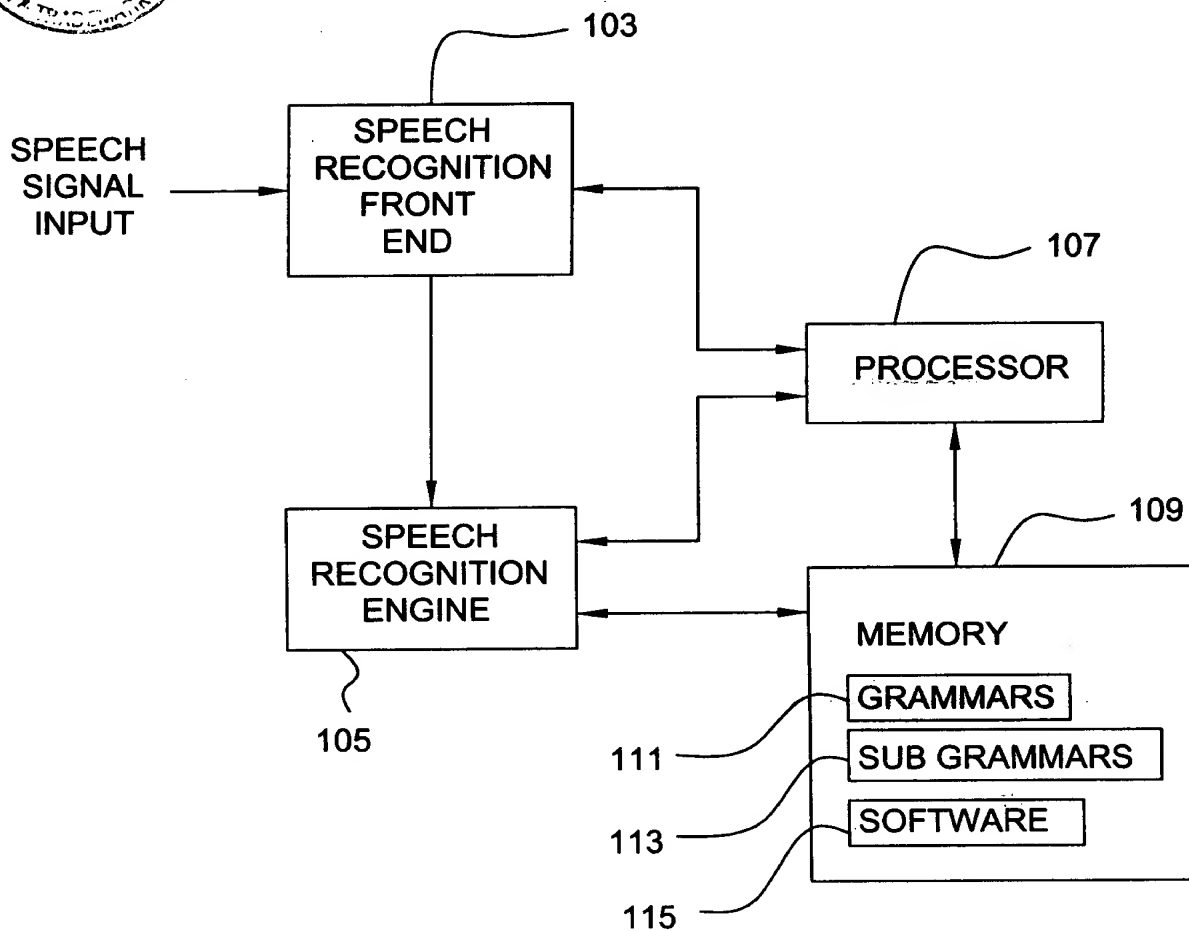 103
SPEECH
RECOGNITION
FRONT
END
SPEECH
SIGNAL
INPUT
107
PROCESSOR
109
SPEECH
RECOGNITION
ENGINE
105
MEMORY
GRAMMARS
111
SUB GRAMMARS
113
SOFTWARE
115